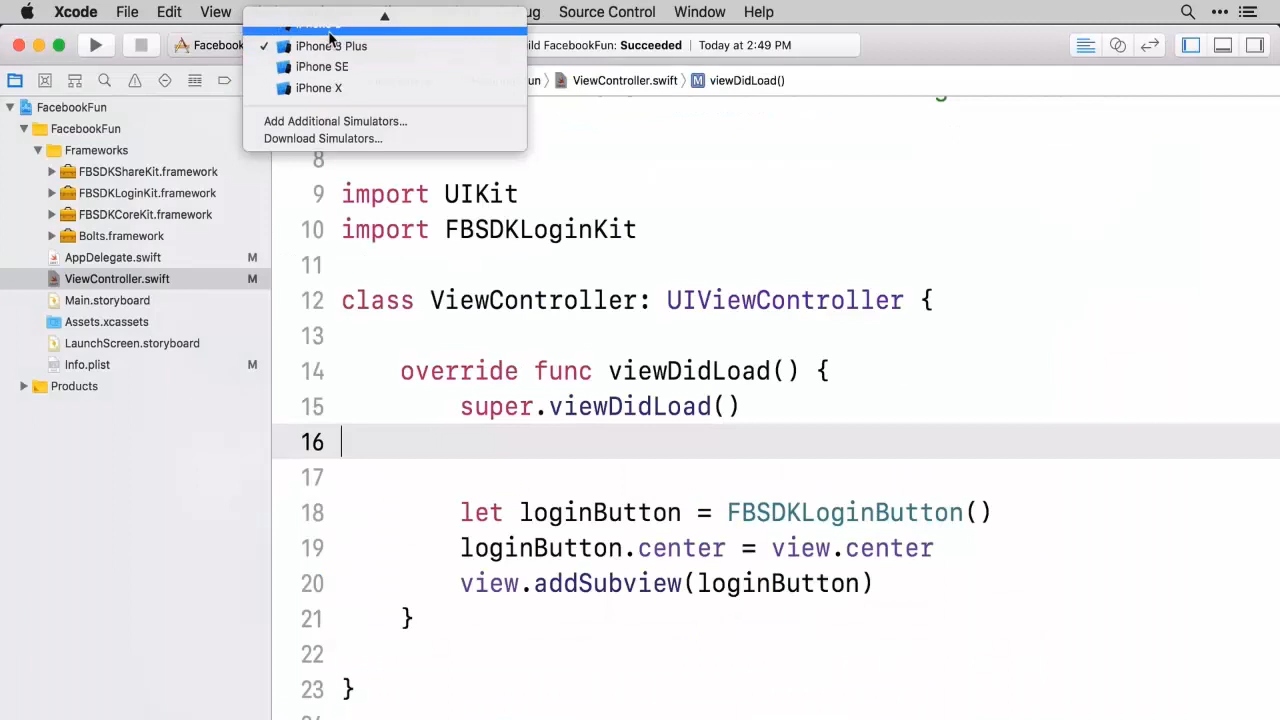 Xcode File Edit View Source Control Window Help
Facebook
ild FacebookFun: Succeeded | Today at 2:49 PM
iPhone 8 Plus
iPhone SE
iPhone X
Add Additional Simulators...
Download Simulators...
un ViewController.swift M viewDidLoad()
FacebookFun
FacebookFun
Frameworks
FBSDKShareKit.framework
FBSDKLoginKit.framework
FBSDKCoreKit.framework
Bolts.framework
AppDelegate.swift M
ViewController.swift M
Main.storyboard
Assets.xcassets
LaunchScreen.storyboard
Info.plist M
Products
8
9 import UIKit
10 import FBSDKLoginKit
11
12 class ViewController: UIViewController {
13
14 override func viewDidLoad() {
15 super.viewDidLoad()
16
17
18 let loginButton = FBSDKLoginButton()
19 loginButton.center = view.center
20 view.addSubview(loginButton)
21 }
22
23 }